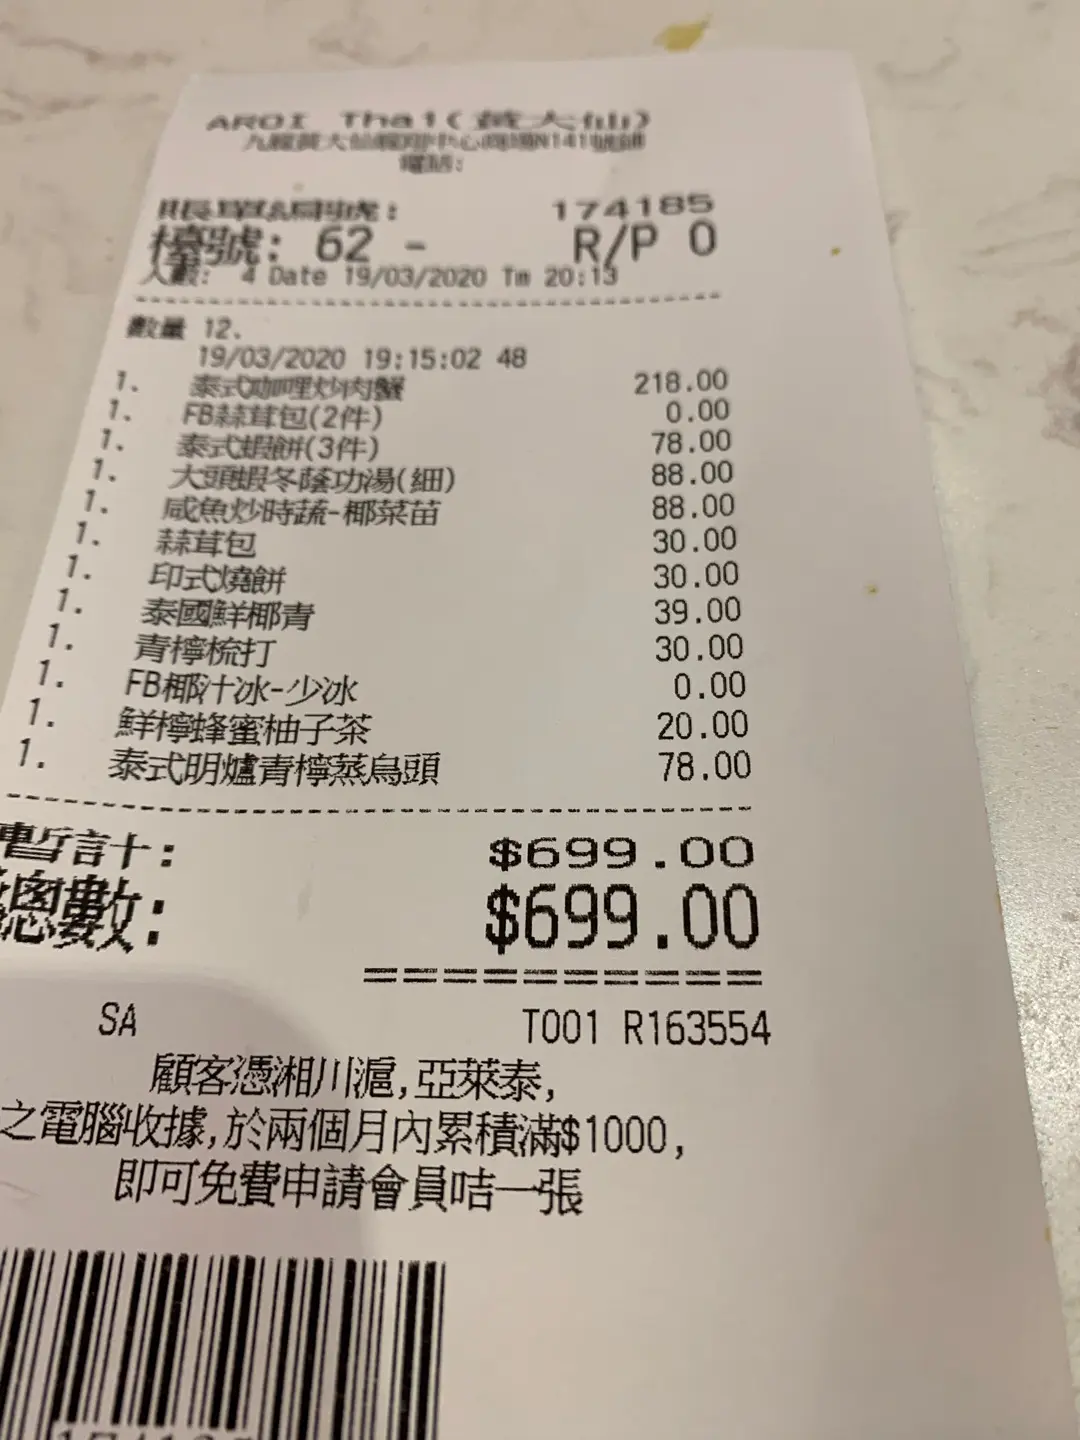 AROI Thai(黃大仙)
九龍黃大仙龍翔中心商場N141號舖
電話:
賬單編號: 174185
檯號: 62 - R/P 0
人數: 4 Date 19/03/2020 Tm 20:13
數量 12.
19/03/2020 19:15:02 48
1. 泰式咖哩炒肉蟹 218.00
1. FB蒜茸包(2件) 0.00
1. 泰式蝦餅(3件) 78.00
1. 大頭蝦冬蔭功湯(細) 88.00
1. 咸魚炒時蔬-椰菜苗 88.00
1. 蒜茸包 30.00
1. 印式燒餅 30.00
1. 泰國鮮椰青 39.00
1. 青檸梳打 30.00
1. FB椰汁冰-少冰 0.00
1. 鮮檸蜂蜜柚子茶 20.00
1. 泰式明爐青檸蒸烏頭 78.00
暫計: $699.00
總數: $699.00
SA T001 R163554
顧客憑湘川滬,亞萊泰,
之電腦收據,於兩個月內累積滿$1000,
即可免費申請會員咭一張